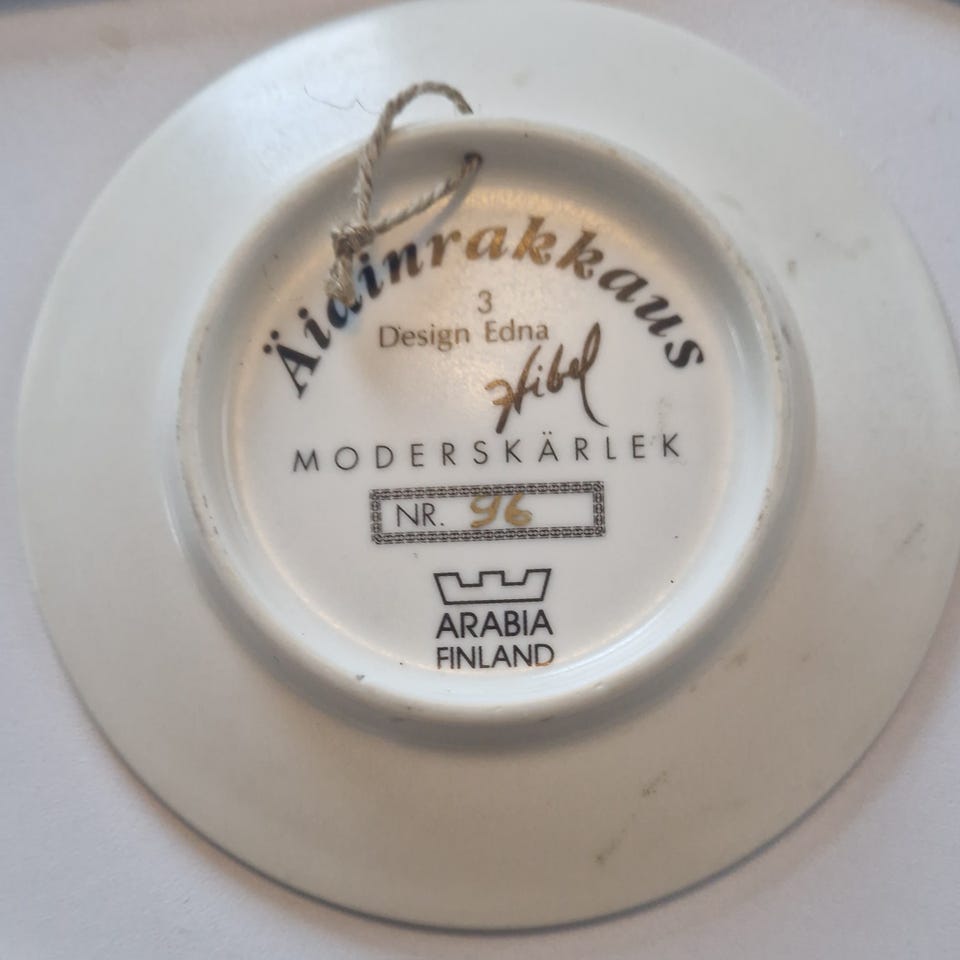 Äidinrakkaus
3
Design Edna
Hibel
MODERSKÄRLEK
NR. 96
ARABIA
FINLAND